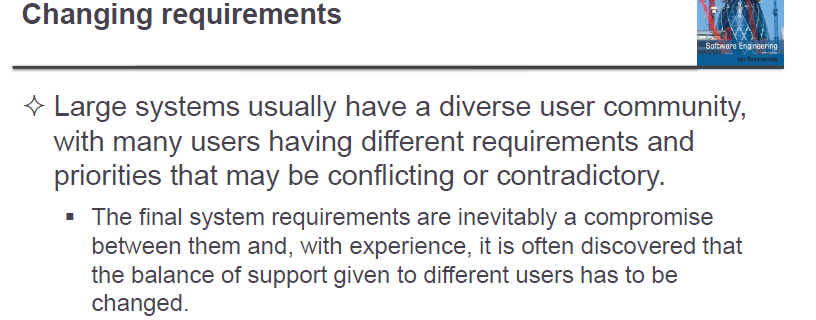 Changing requirements
Software Engineering
Ian Sommerville
✧ Large systems usually have a diverse user community,
with many users having different requirements and
priorities that may be conflicting or contradictory.
▪ The final system requirements are inevitably a compromise
between them and, with experience, it is often discovered that
the balance of support given to different users has to be
changed.